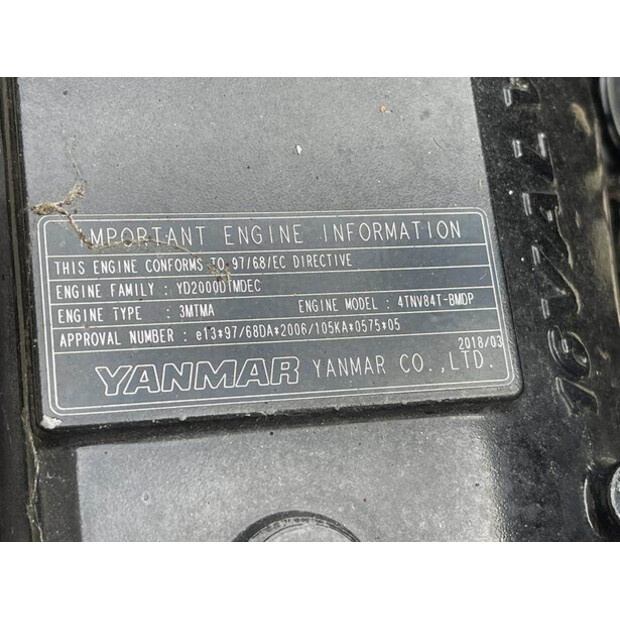 IMPORTANT ENGINE INFORMATION
THIS ENGINE CONFORMS TO 97/68/EC DIRECTIVE
ENGINE FAMILY : YD2000DTMDEC
ENGINE TYPE : 3MTMA ENGINE MODEL : 4TNV84T-BMDP
APPROVAL NUMBER : e13*97/68DA*2006/105KA*0575*05
2018/03
YANMAR YANMAR CO.,LTD.